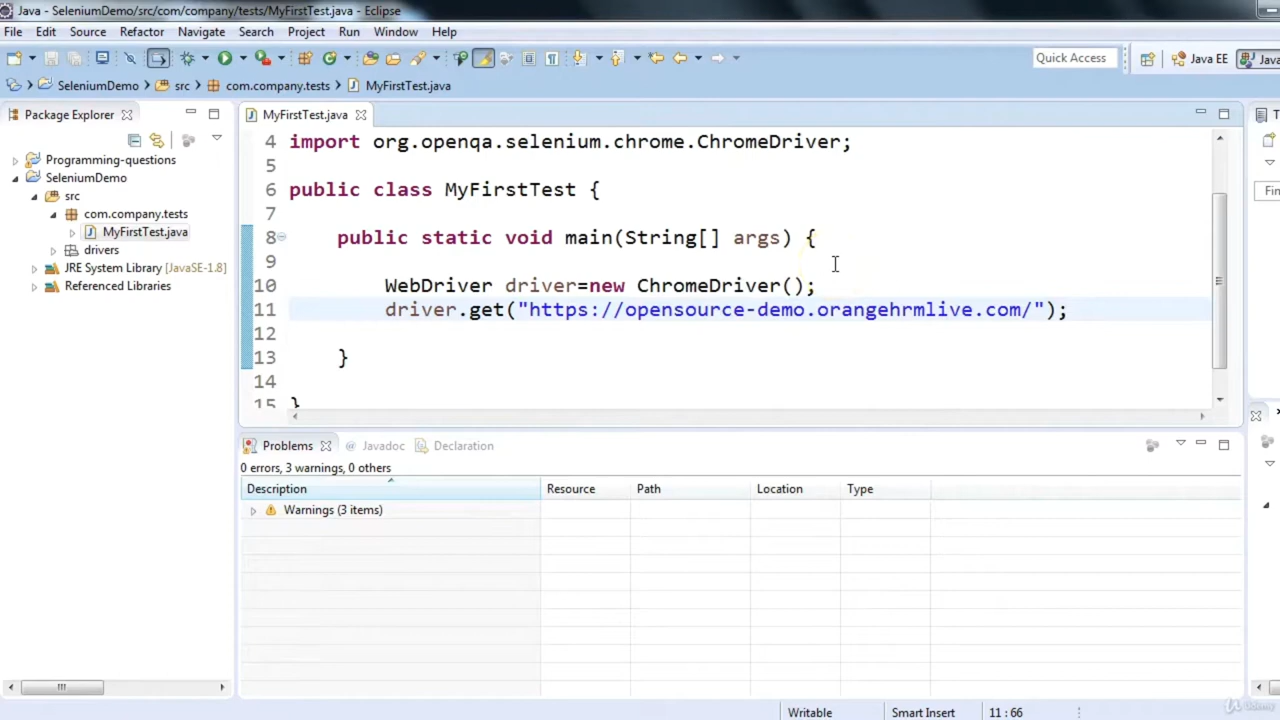 Java - SeleniumDemo/src/com/company/tests/MyFirstTest.java - Eclipse
File Edit Source Refactor Navigate Search Project Run Window Help
Quick Access
Java EE
Java
SeleniumDemo src com.company.tests MyFirstTest.java
Package Explorer
MyFirstTest.java
Programming-questions
SeleniumDemo
src
com.company.tests
MyFirstTest.java
drivers
JRE System Library [JavaSE-1.8]
Referenced Libraries
4 import org.openqa.selenium.chrome.ChromeDriver;
5
6 public class MyFirstTest {
7
8 public static void main(String[] args) {
9
10 WebDriver driver=new ChromeDriver();
11 driver.get("https://opensource-demo.orangehrmlive.com/");
12
13 }
14
15 }
Fin
Problems @ Javadoc Declaration
0 errors, 3 warnings, 0 others
Description Resource Path Location Type
Warnings (3 items)
Writable Smart Insert 11 : 66
Udemy